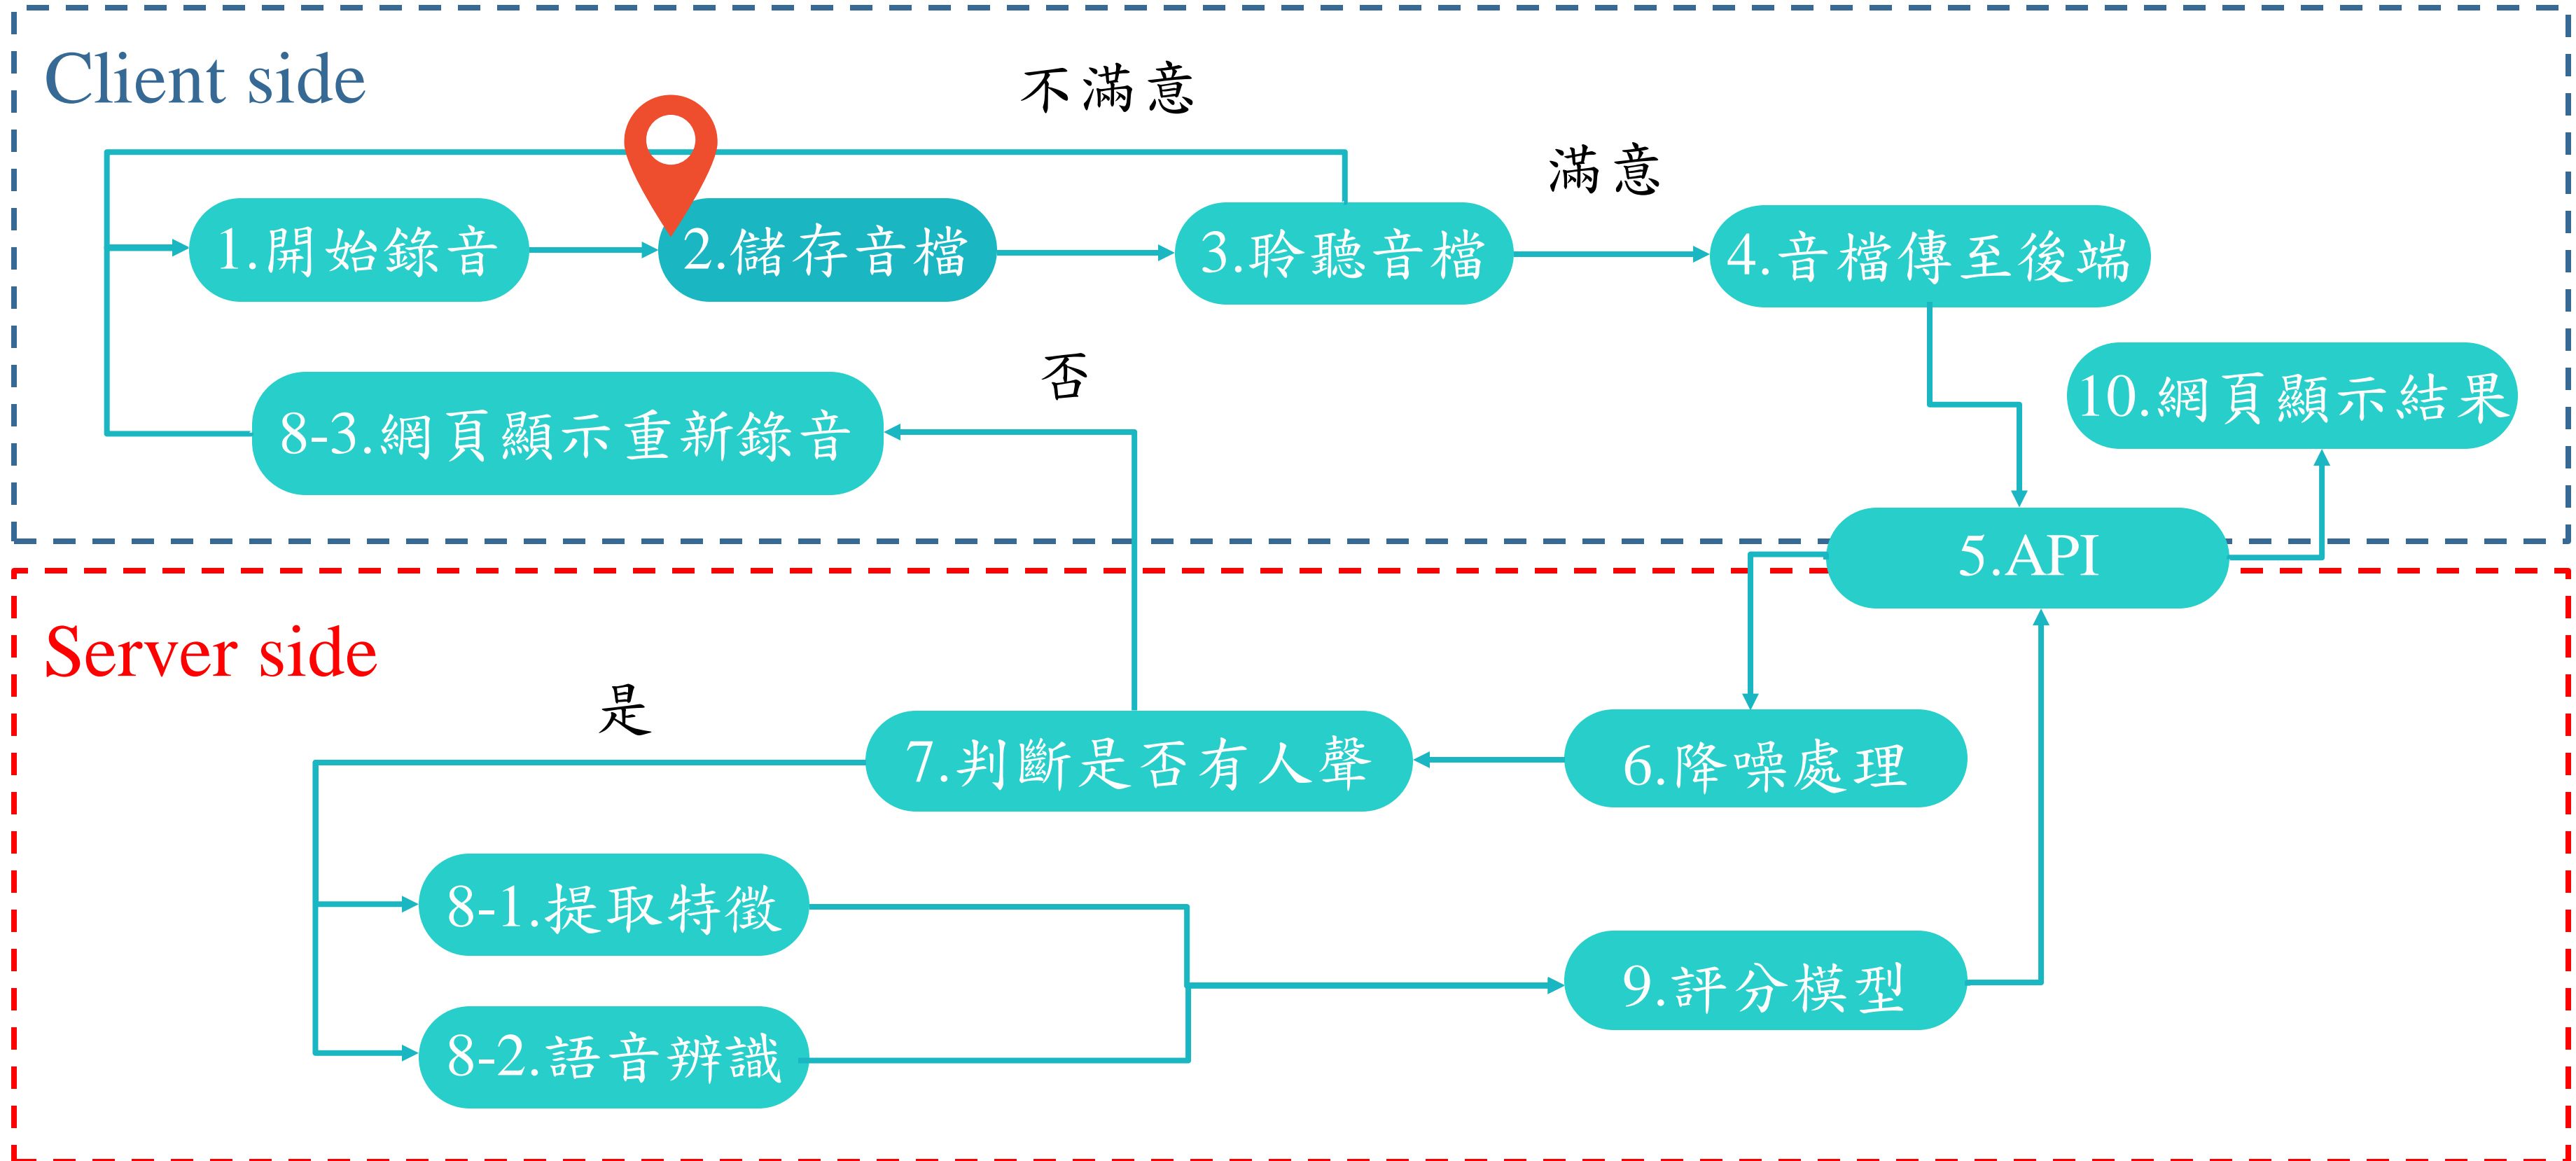 Client side
不滿意
滿意
1.開始錄音
2.儲存音檔
3.聆聽音檔
4.音檔傳至後端
否
10.網頁顯示結果
8-3.網頁顯示重新錄音
5.API
Server side
是
7.判斷是否有人聲
6.降噪處理
8-1.提取特徵
9.評分模型
8-2.語音辨識